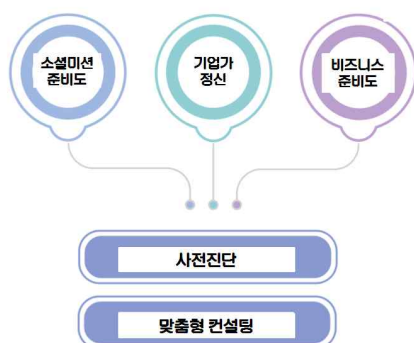 소셜미션
준비도
기업가
정신
비즈니스
준비도
사전진단
맞춤형 컨설팅